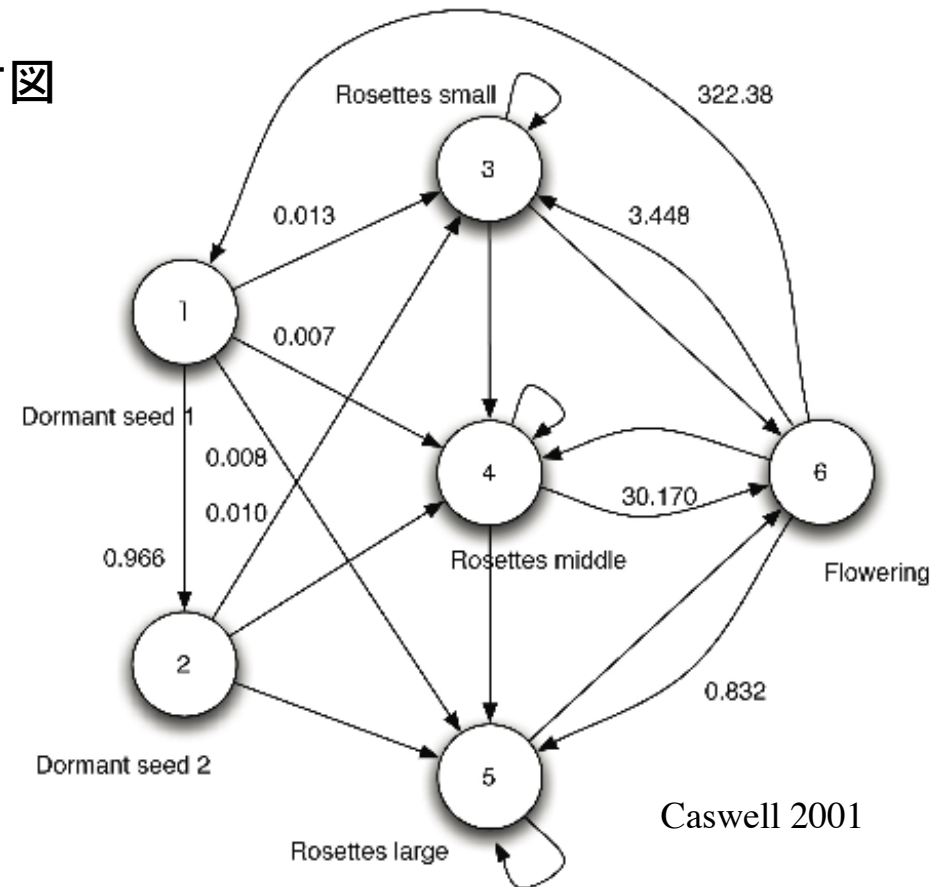 図
Rosettes small
322.38
3
0.013
3.448
1
0.007
Dormant seed 1
0.008
4
6
0.010
30.170
0.966
Rosettes middle
Flowering
2
0.832
Dormant seed 2
5
Caswell 2001
Rosettes large